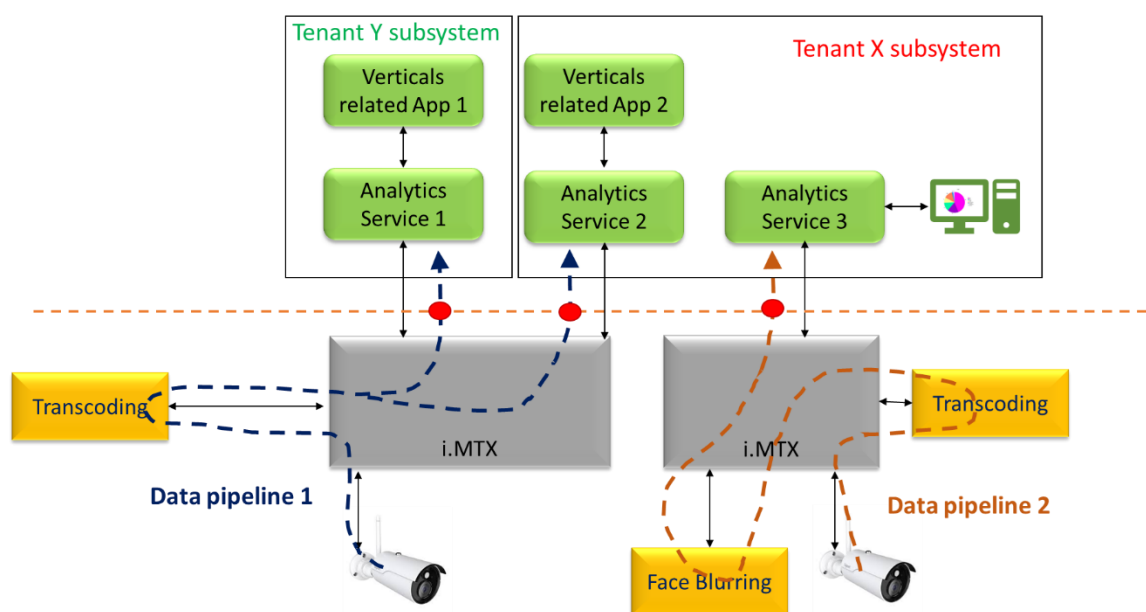 Tenant Y subsystem
Tenant X subsystem
Verticals
related App 1
Verticals
related App 2
Analytics
Service 1
Analytics
Service 2
Analytics
Service 3
Transcoding
Transcoding
i.MTX
i.MTX
Data pipeline 1
Data pipeline 2
Face Blurring